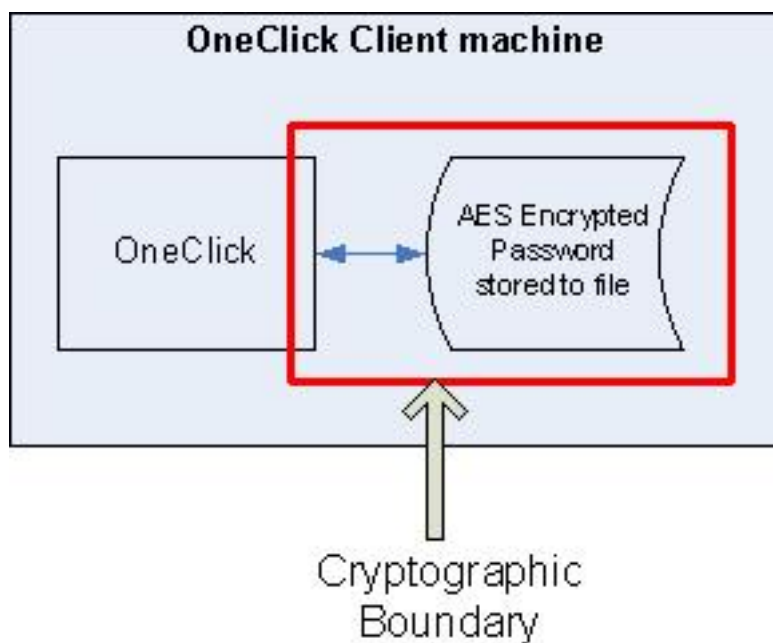 OneClick Client machine
OneClick
AES Encrypted
Password
stored to file
Cryptographic
Boundary